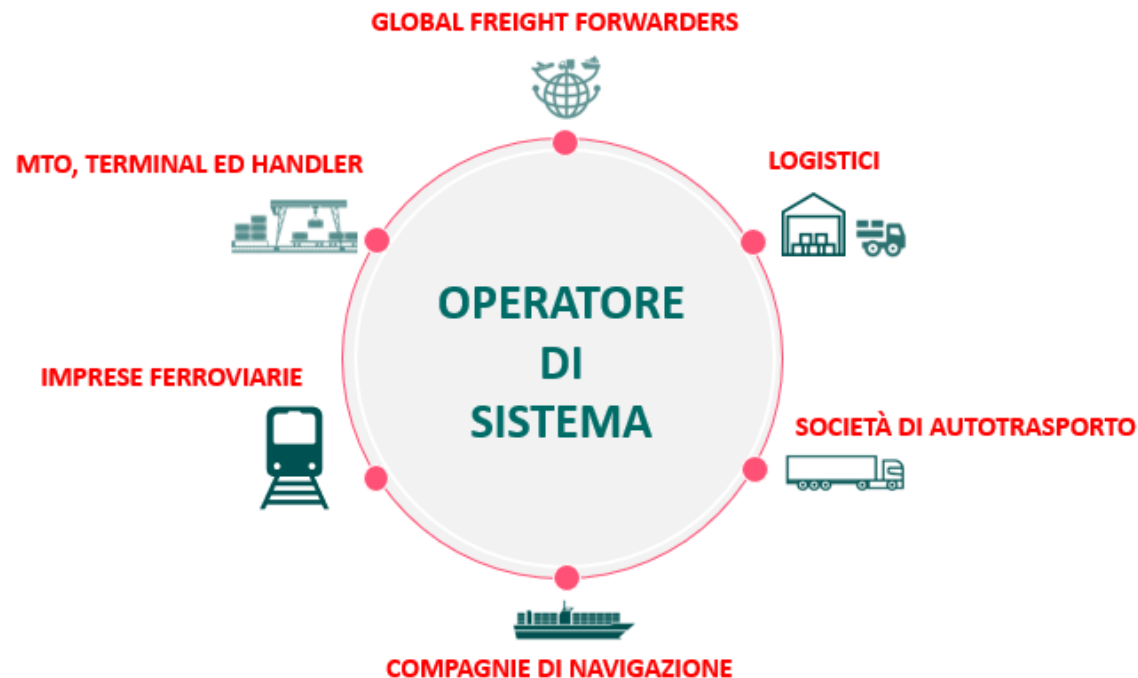 GLOBAL FREIGHT FORWARDERS
MTO, TERMINAL ED HANDLER
LOGISTICI
OPERATORE
DI
SISTEMA
IMPRESE FERROVIARIE
SOCIETÀ DI AUTOTRASPORTO
COMPAGNIE DI NAVIGAZIONE